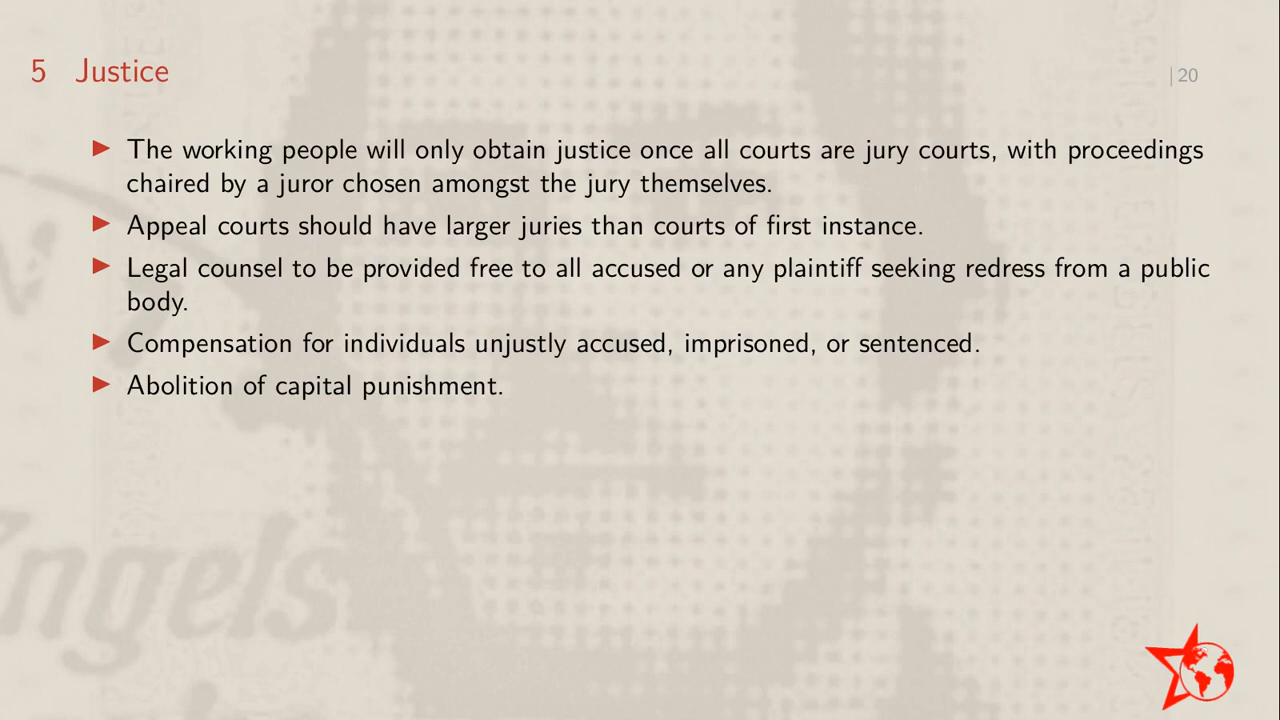 5 Justice
| 20
▶ The working people will only obtain justice once all courts are jury courts, with proceedings
chaired by a juror chosen amongst the jury themselves.
▶ Appeal courts should have larger juries than courts of first instance.
▶ Legal counsel to be provided free to all accused or any plaintiff seeking redress from a public
body.
▶ Compensation for individuals unjustly accused, imprisoned, or sentenced.
▶ Abolition of capital punishment.
Engels